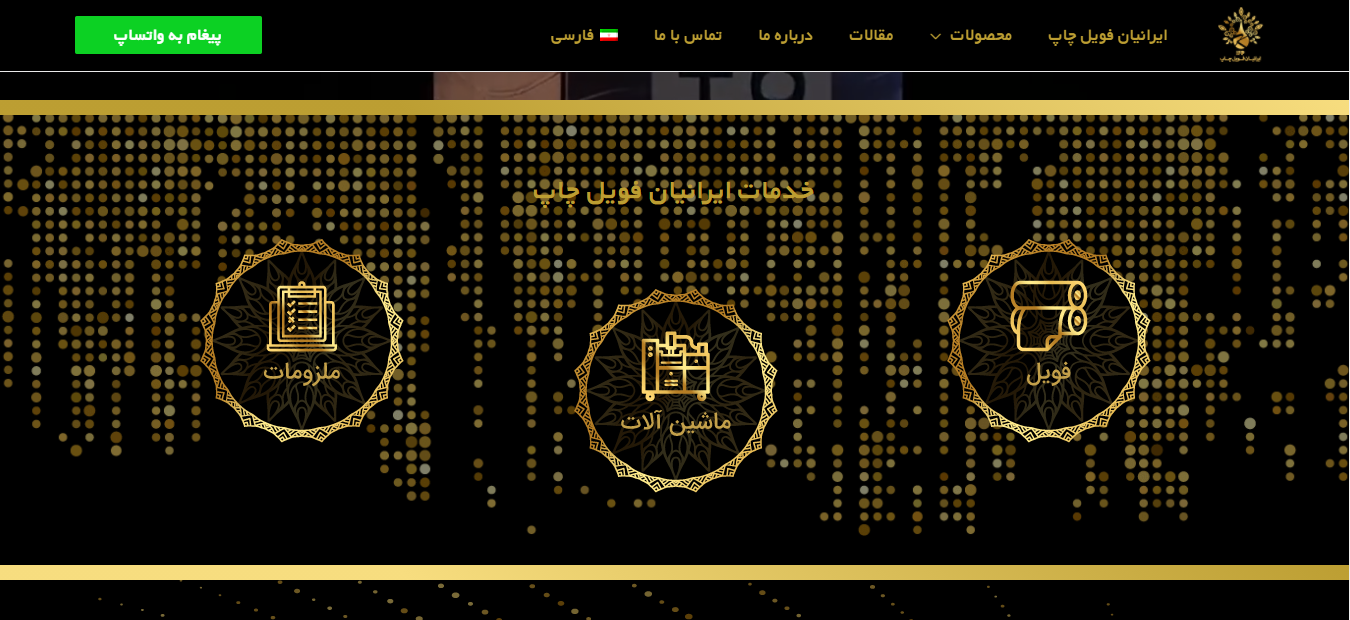 ایرانیان فویل چاپ
ایرانیان فویل چاپ
محصولات
مقالات
درباره ما
تماس با ما
فارسی
پیغام به واتساپ
خدمات ایرانیان فویل چاپ
فویل
ماشین آلات
ملزومات